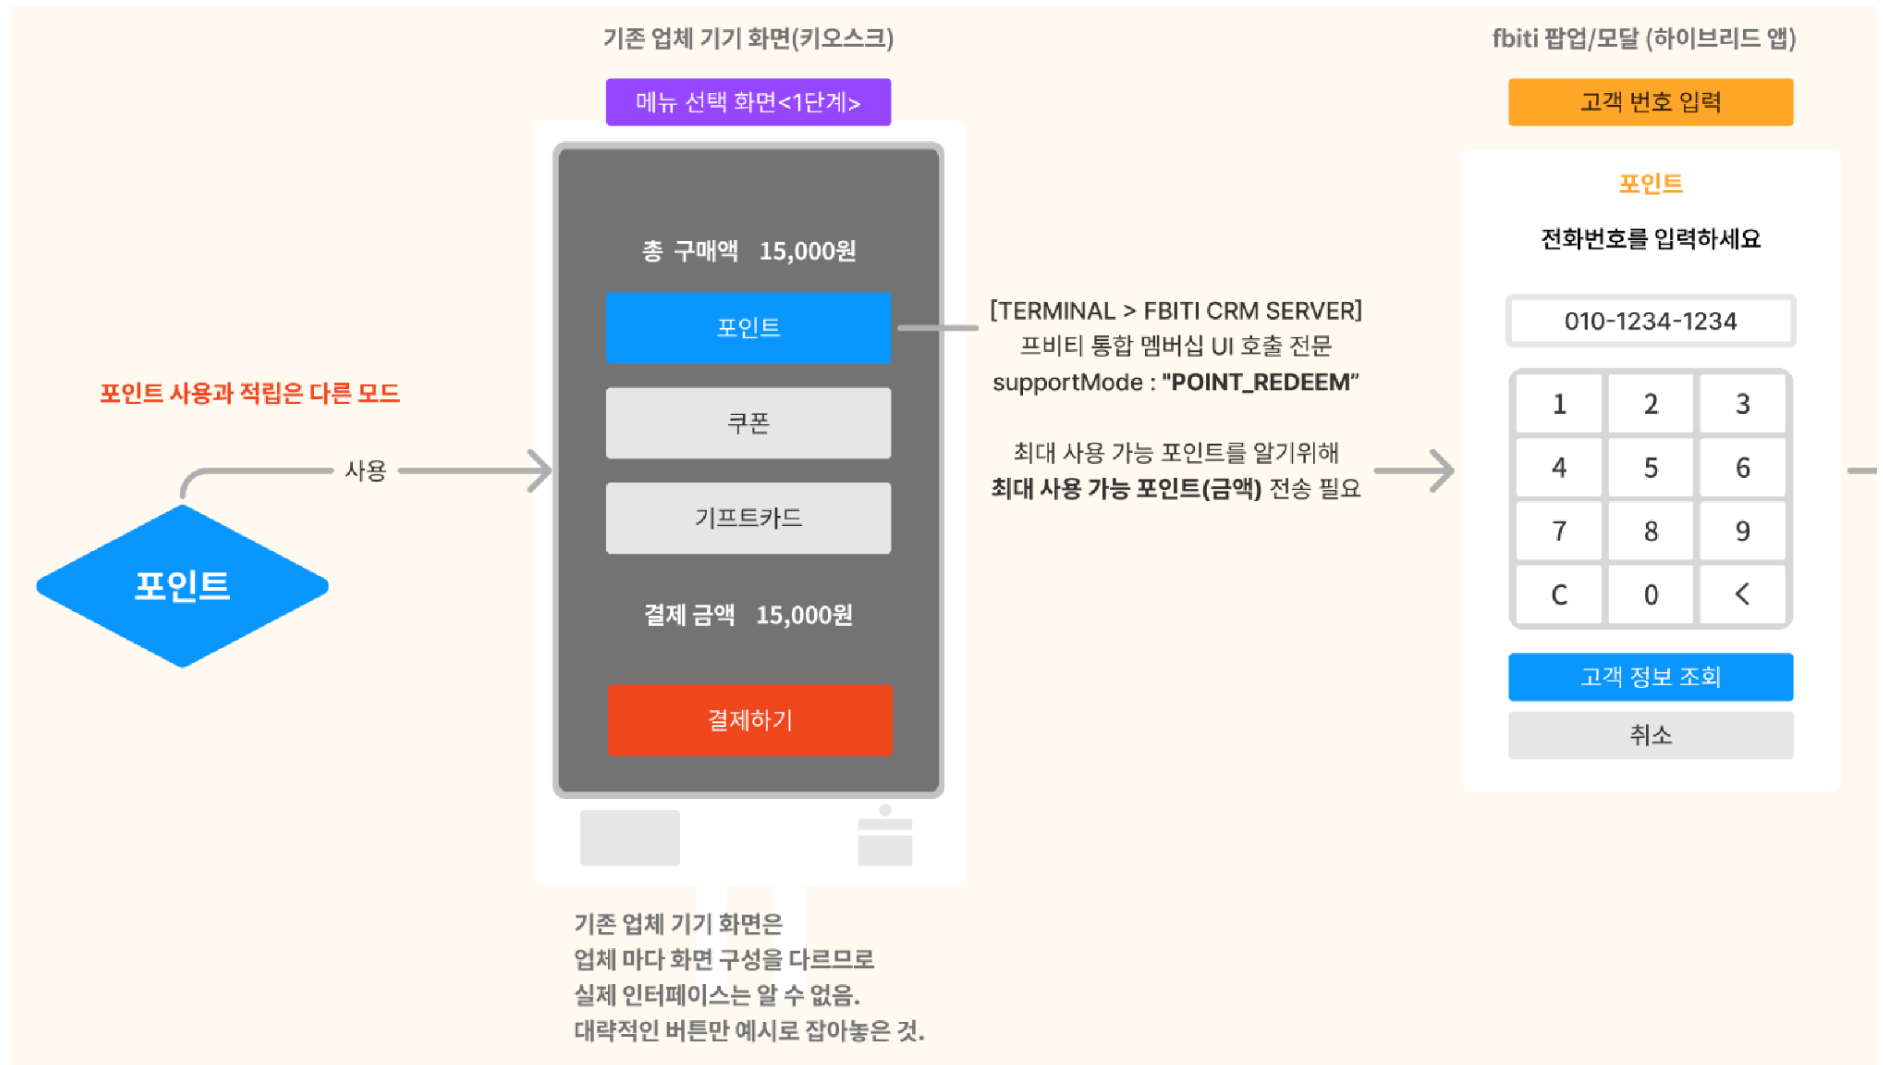 기존 업체 기기 화면(키오스크)
메뉴 선택 화면<1단계>
포인트 사용과 적립은 다른 모드
사용
포인트
총 구매액 15,000원
포인트
쿠폰
기프트카드
결제 금액 15,000원
결제하기
기존 업체 기기 화면은
업체 마다 화면 구성을 다르므로
실제 인터페이스는 알 수 없음.
대략적인 버튼만 예시로 잡아놓은 것.
[TERMINAL > FBITI CRM SERVER]
프비티 통합 멤버십 UI 호출 전문
supportMode : "POINT_REDEEM”
최대 사용 가능 포인트를 알기위해
최대 사용 가능 포인트(금액) 전송 필요
fbiti 팝업/모달 (하이브리드 앱)
고객 번호 입력
포인트
전화번호를 입력하세요
010-1234-1234
1 2 3
4 5 6
7 8 9
C 0 <
고객 정보 조회
취소